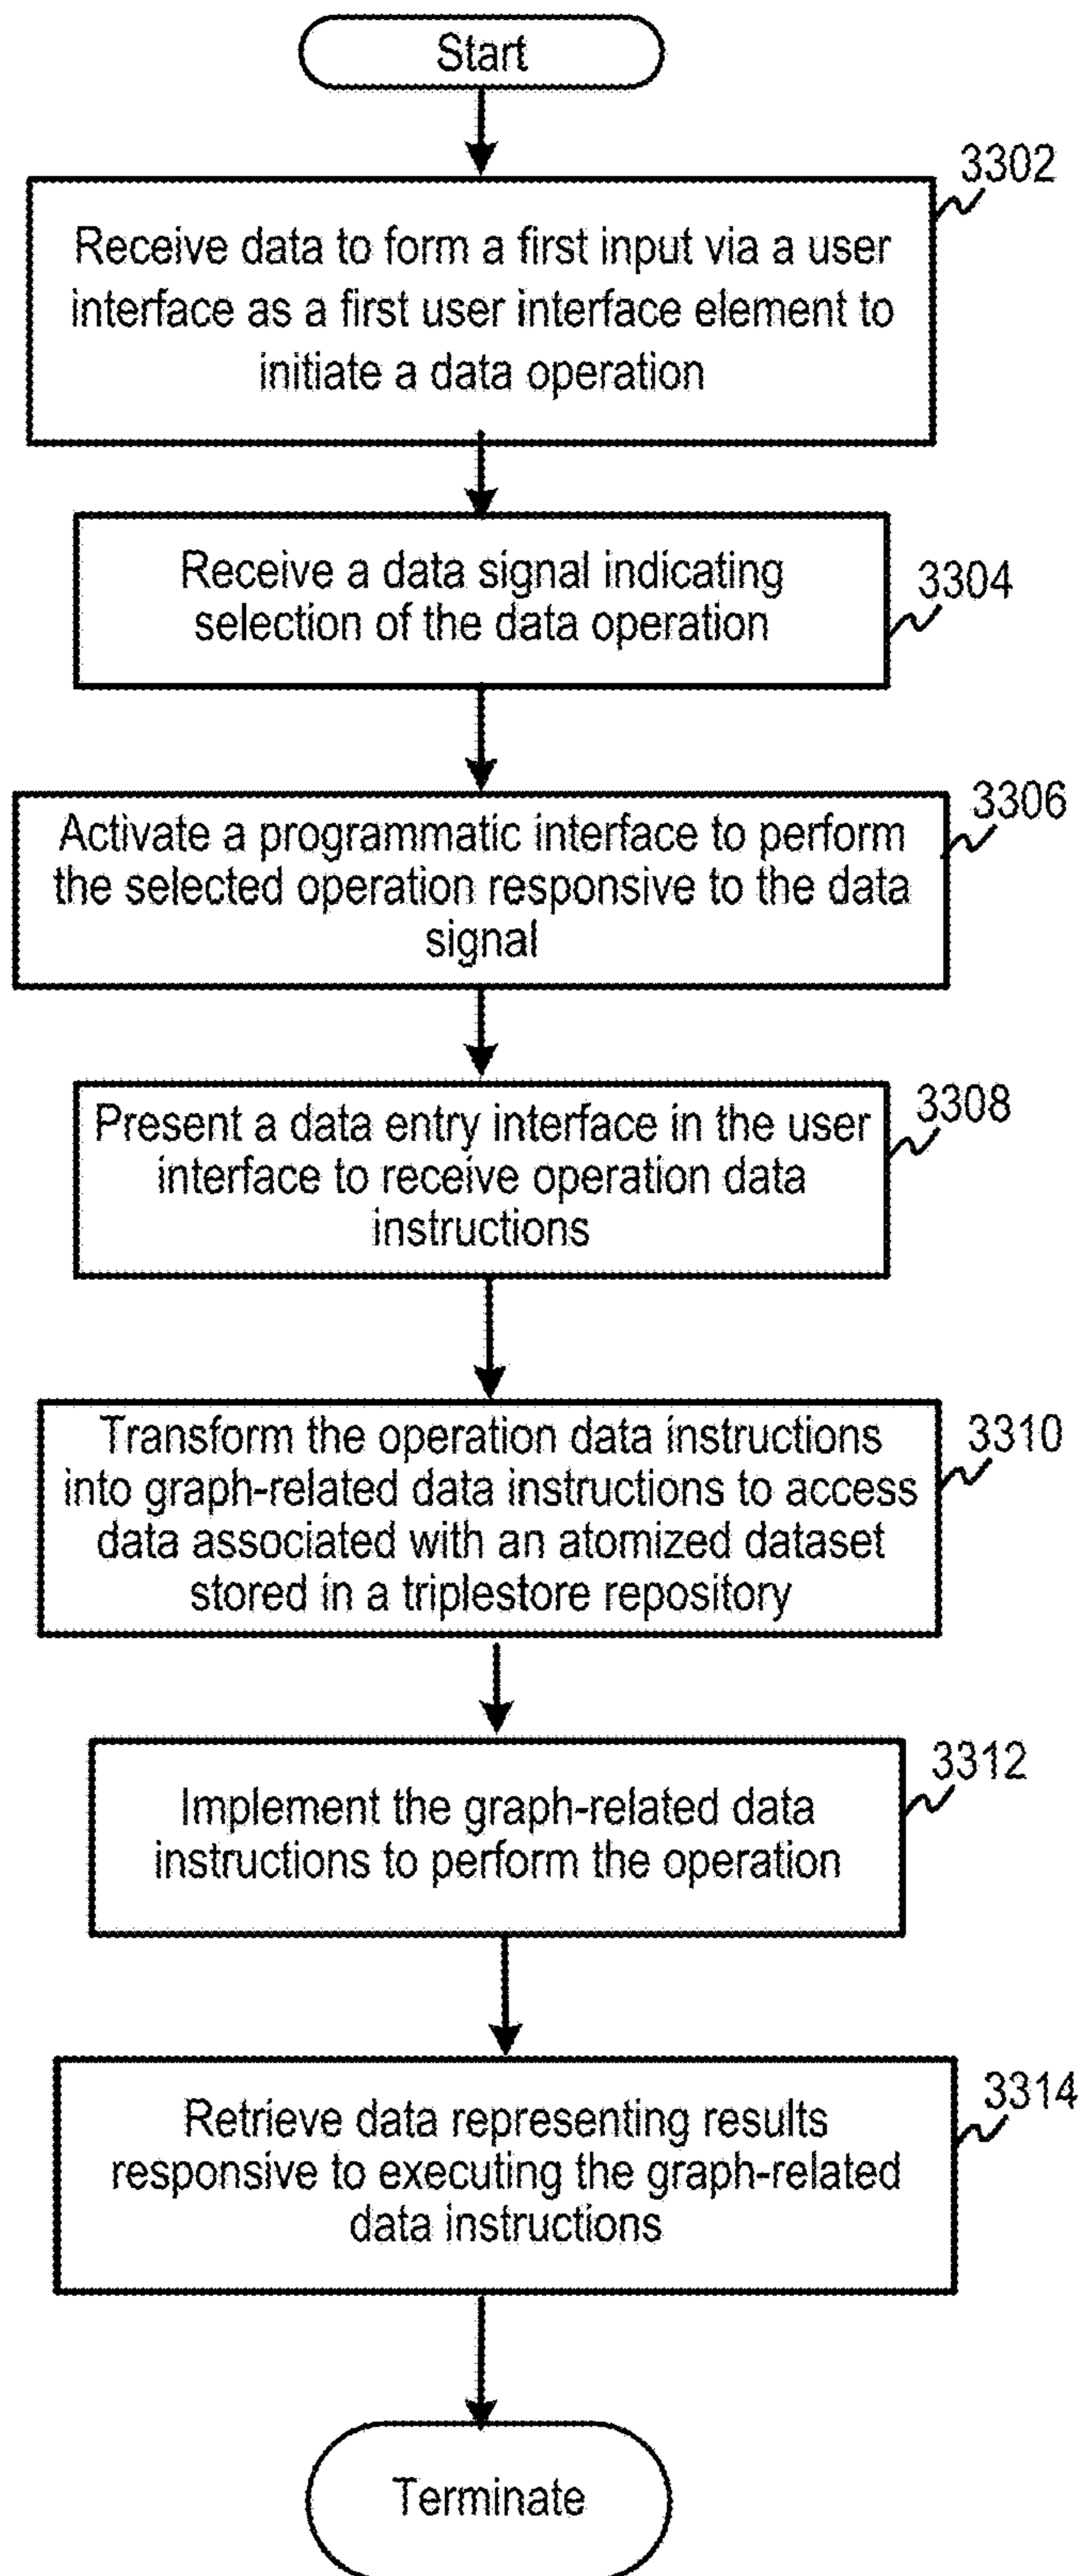 Start
3302
Receive data to form a first input via a user
interface as a first user interface element to
initiate a data operation
Receive a data signal indicating
selection of the data operation
3304
3306
Activate a programmatic interface to perform
the selected operation responsive to the data
signal
3308
Present a data entry interface in the user
interface to receive operation data
instructions
Transform the operation data instructions
into graph-related data instructions to access
data associated with an atomized dataset
stored in a triplestore repository
3310
3312
Implement the graph-related data
instructions to perform the operation
3314
Retrieve data representing results
responsive to executing the graph-related
data instructions
Terminate